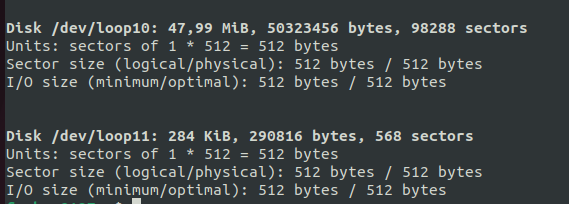 Disk /dev/loop10: 47,99 MiB, 50323456 bytes, 98288 sectors
Units: sectors of 1 * 512 = 512 bytes
Sector size (logical/physical): 512 bytes / 512 bytes
I/O size (minimum/optimal): 512 bytes / 512 bytes
Disk /dev/loop11: 284 KiB, 290816 bytes, 568 sectors
Units: sectors of 1 * 512 = 512 bytes
Sector size (logical/physical): 512 bytes / 512 bytes
I/O size (minimum/optimal): 512 bytes / 512 bytes